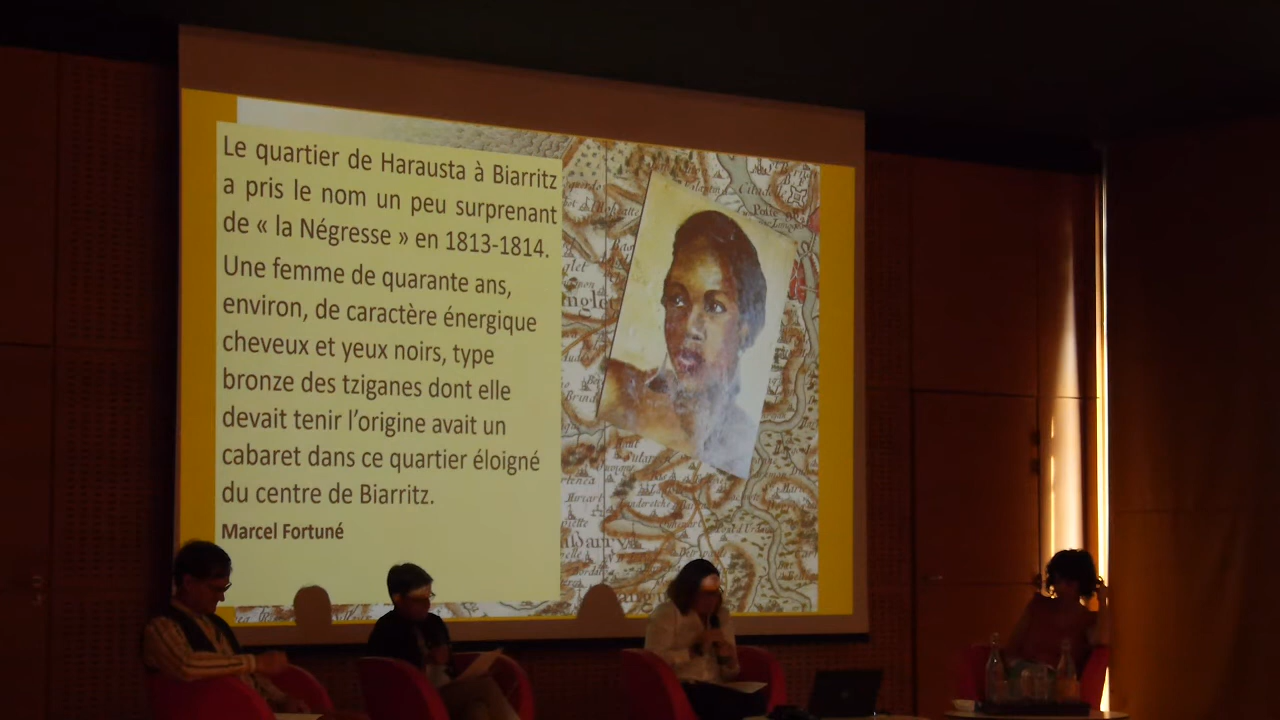 Le quartier de Harausta à Biarritz
a pris le nom un peu surprenant
de « la Négresse » en 1813-1814.
Une femme de quarante ans,
environ, de caractère énergique
cheveux et yeux noirs, type
bronze des tziganes dont elle
devait tenir l'origine avait un
cabaret dans ce quartier éloigné
du centre de Biarritz.
Marcel Fortuné